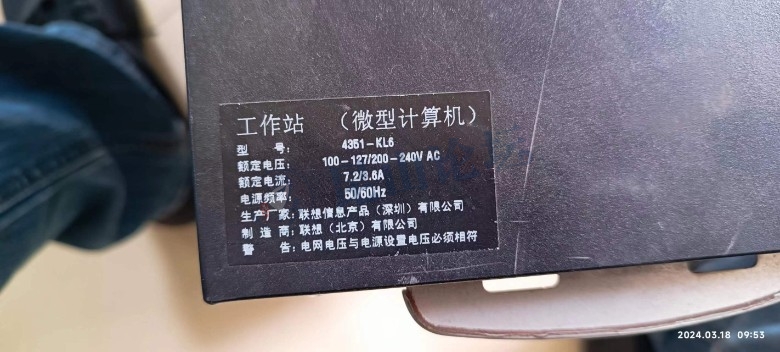 工作站 （微型计算机）
型 号： 4351-KL6
额定电压： 100-127/200-240V AC
额定电流： 7.2/3.6A
电源频率： 50/60Hz
生产厂家：联想信息产品（深圳）有限公司
制造商：联想（北京）有限公司
警 告：电网电压与电源设置电压必须相符
2024.03.18 09:53